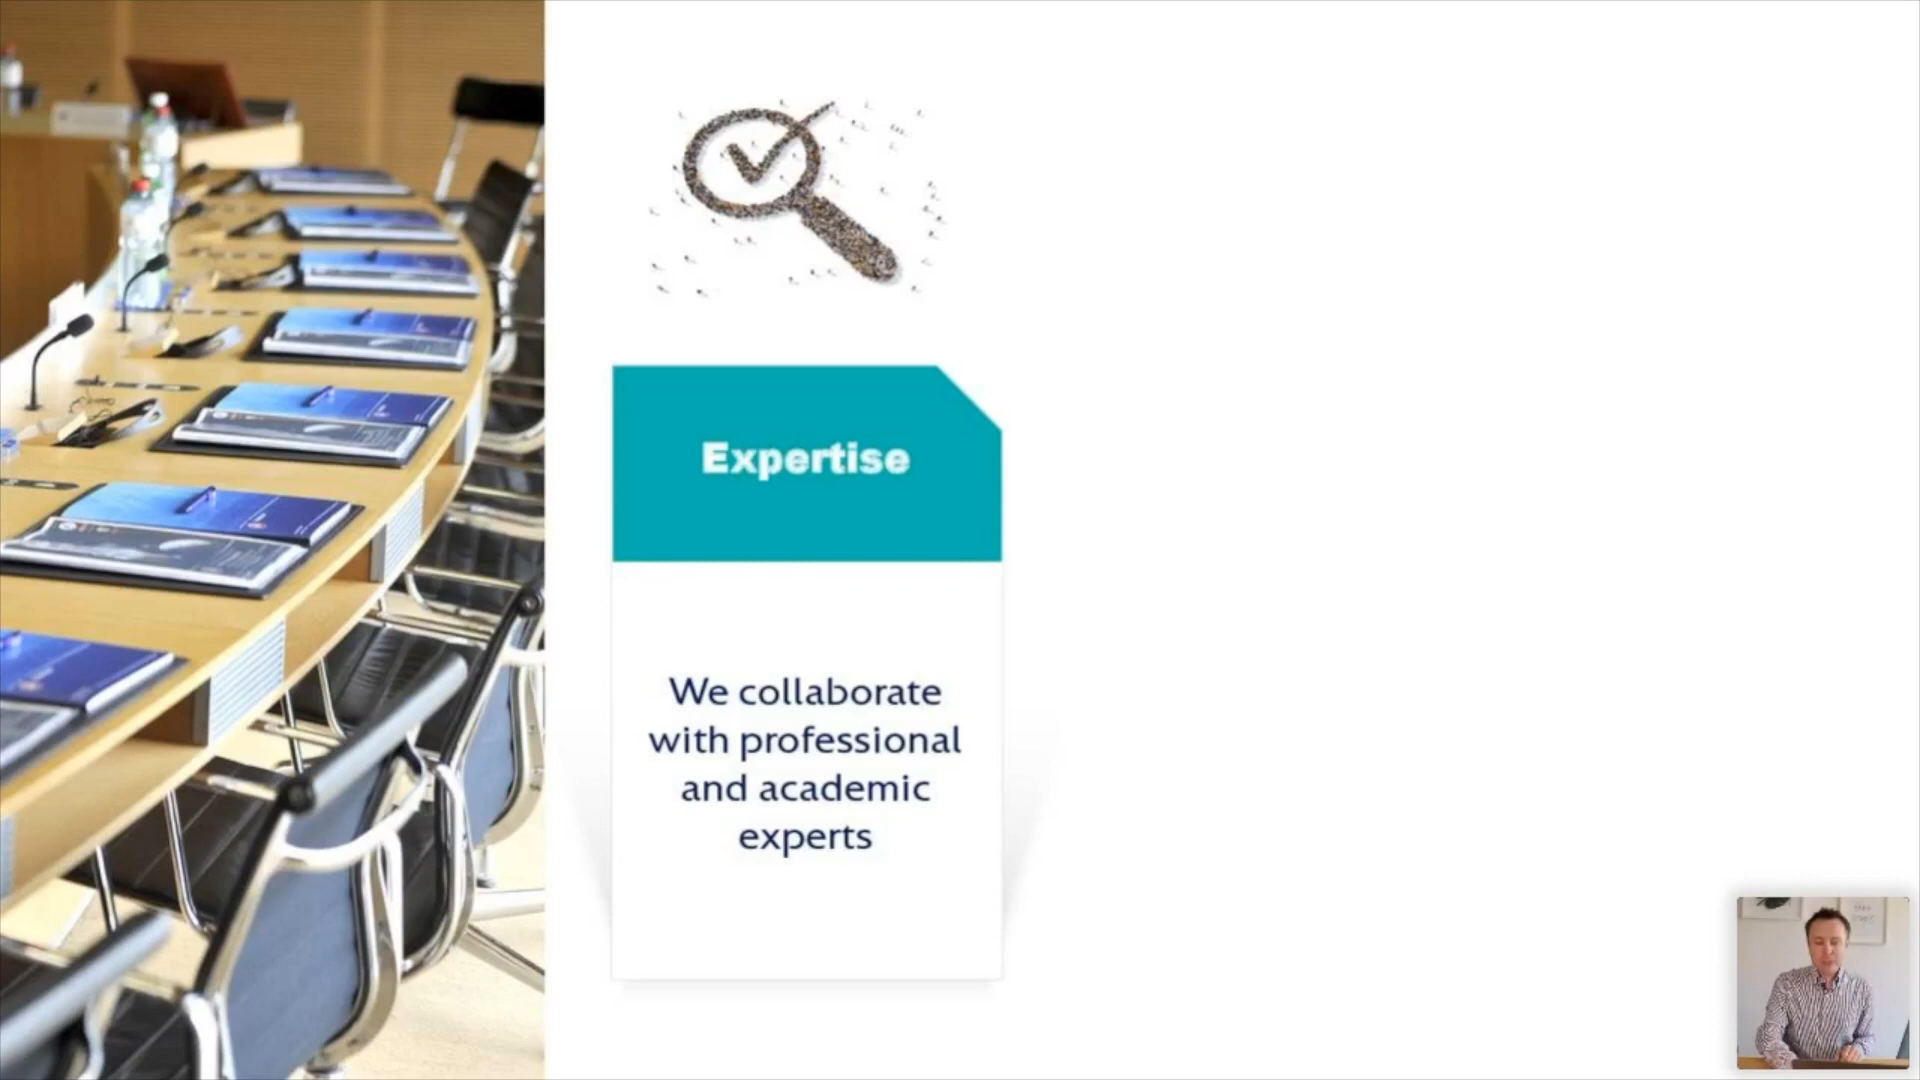 Expertise
We collaborate
with professional
and academic
experts